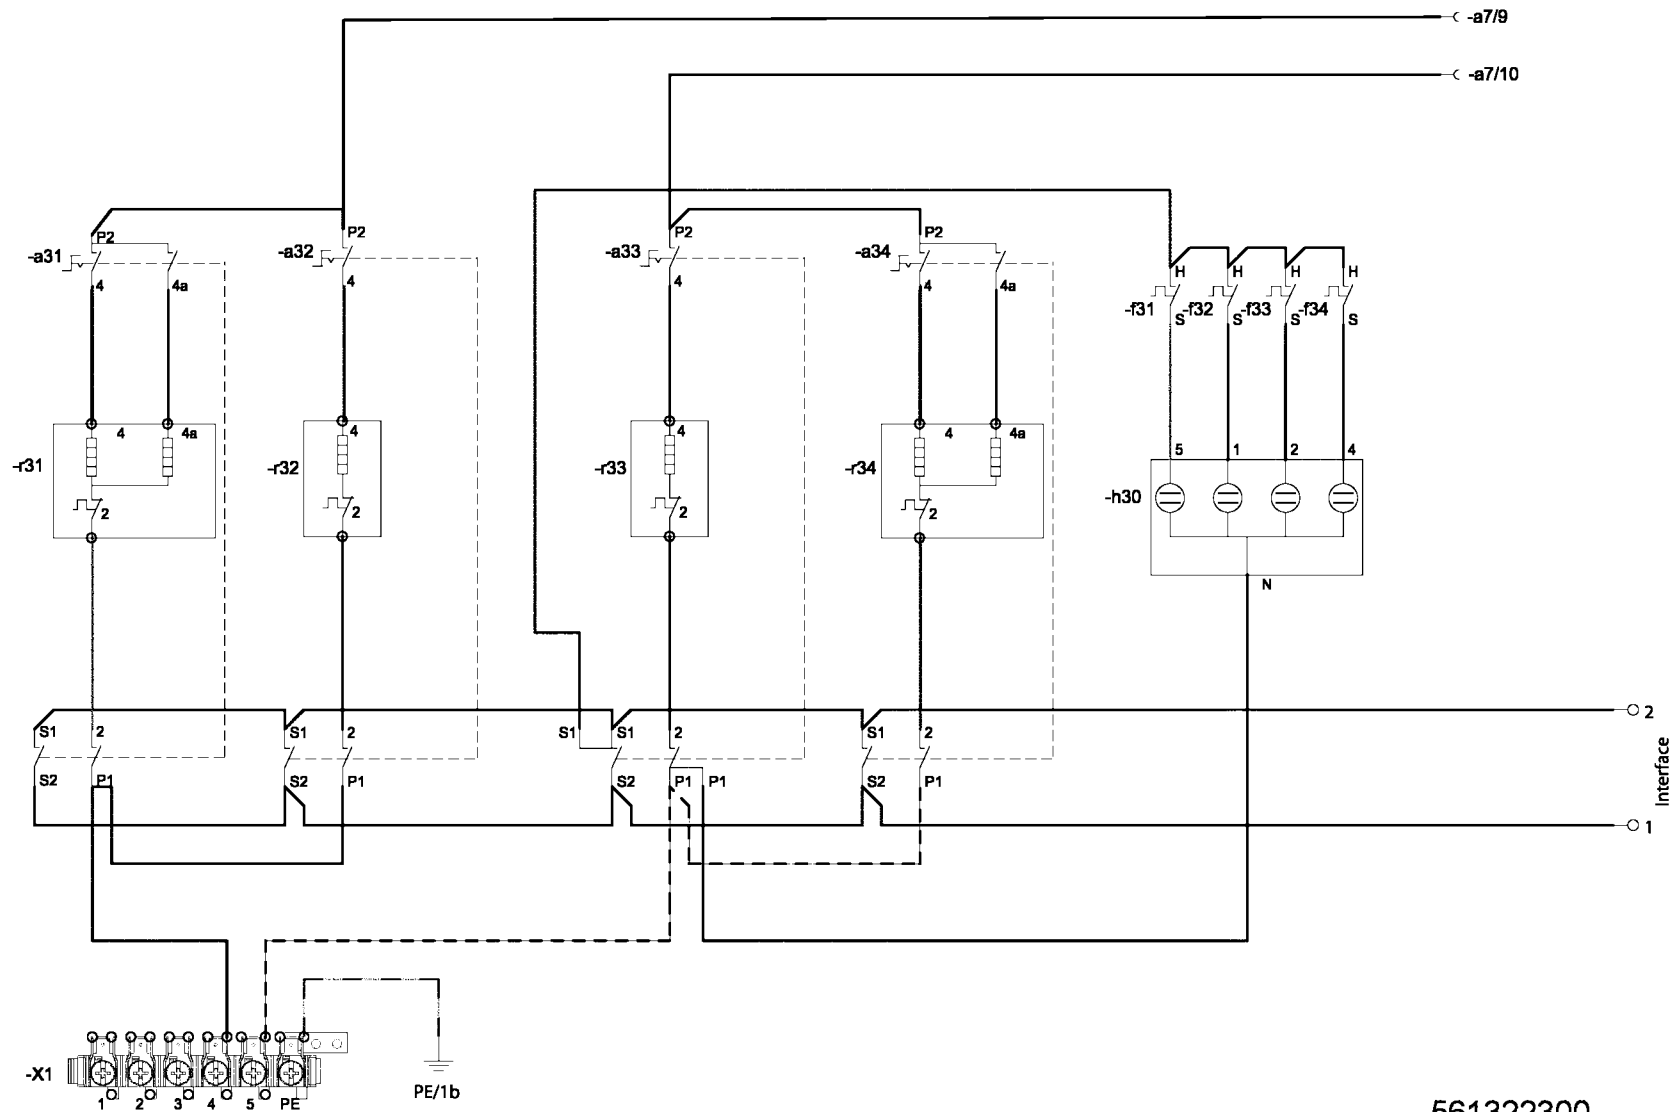 -a7/9
-a7/10
P2 P2 P2 P2
-a31 -a32 -a33 -a34
H H H H
4 4a 4 4 4 4a
-f31 -f32 -f33 -f34
S S S S
4 4a 4 4 4 4a
5 1 2 4
-r31 -r32 -r33 -r34
-h30
2 2 2 2
N
2
S1 2 S1 2 S1 S1 2 S1 2
Interface
S2 P1 S2 P1 S2 P1 P1 S2 P1
1
-X1
1 2 3 4 5 PE
PE/1b
561322300